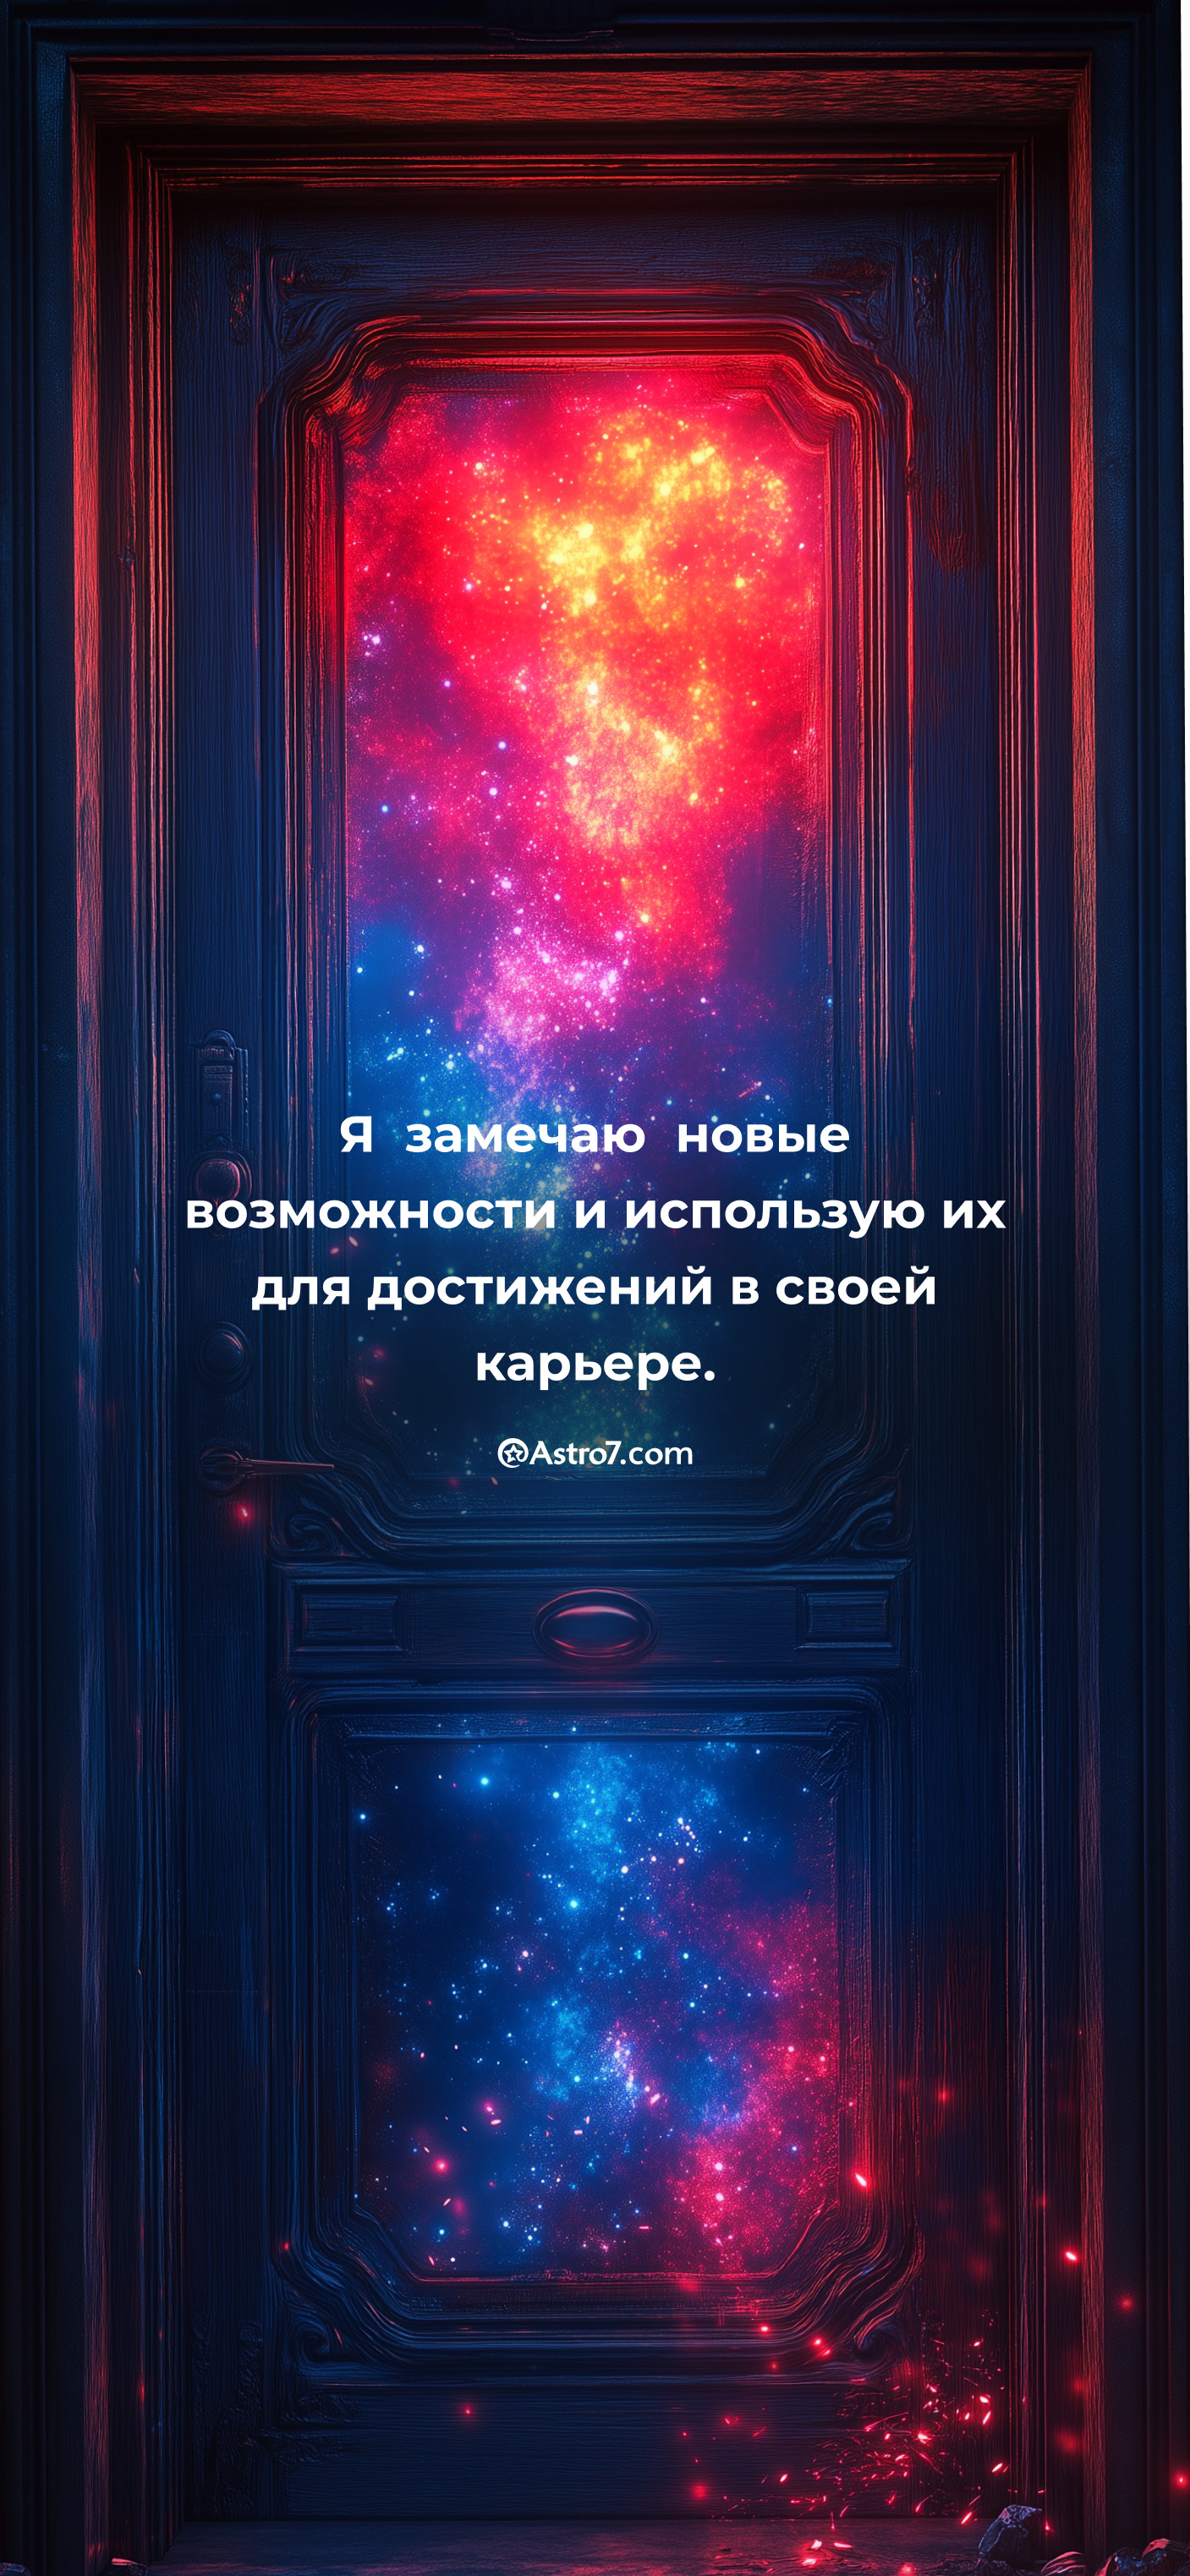 Я замечаю новые
возможности и использую их
для достижений в своей
карьере.
Astro7.com